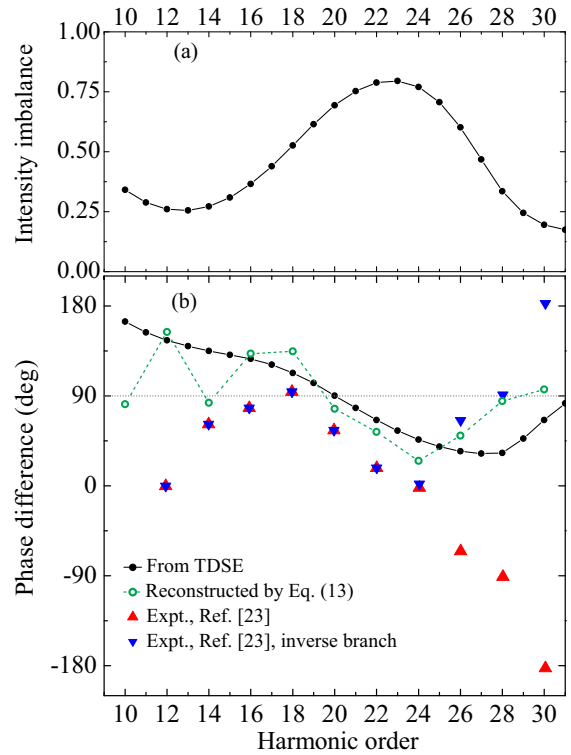 10 12 14 16 18 20 22 24 26 28 30
1.00
(a)
0.75
0.50
0.25
0.00
Intensity imbalance
180
(b)
90
0
-90
-180
Phase difference (deg)
From TDSE
Reconstructed by Eq. (13)
Expt., Ref. [23]
Expt., Ref. [23], inverse branch
10 12 14 16 18 20 22 24 26 28 30
Harmonic order